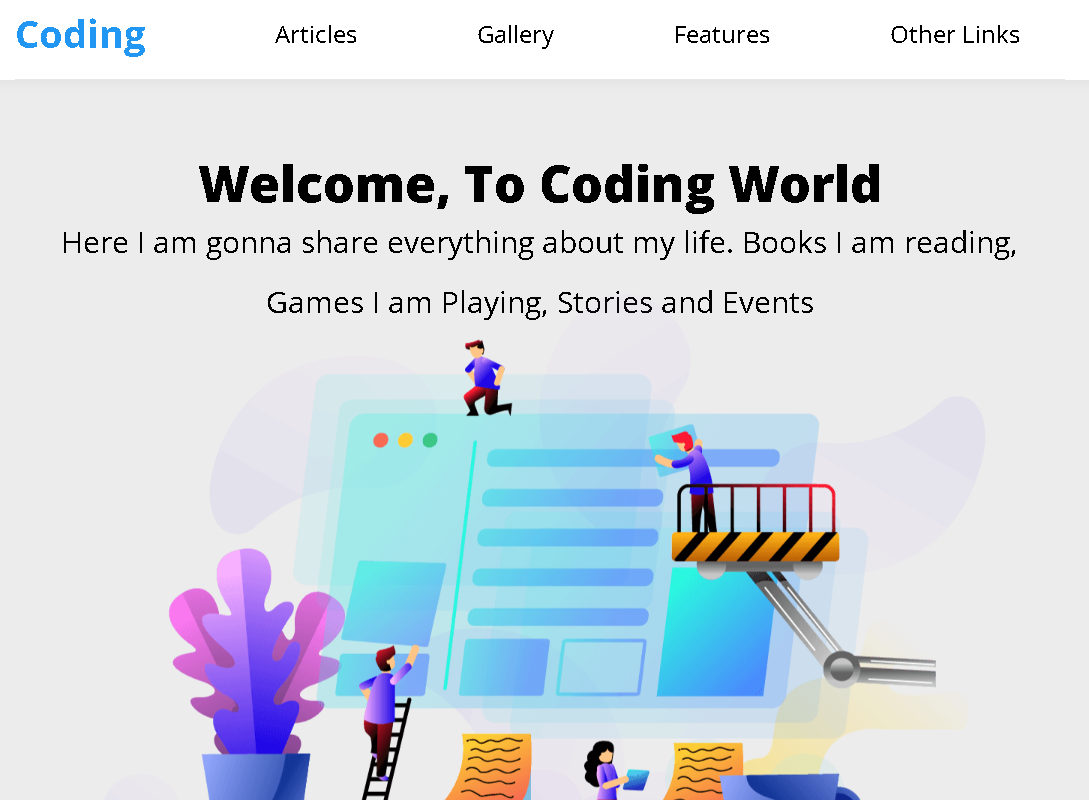 Coding
Articles
Gallery
Features
Other Links
Welcome, To Coding World
Here I am gonna share everything about my life. Books I am reading,
Games I am Playing, Stories and Events